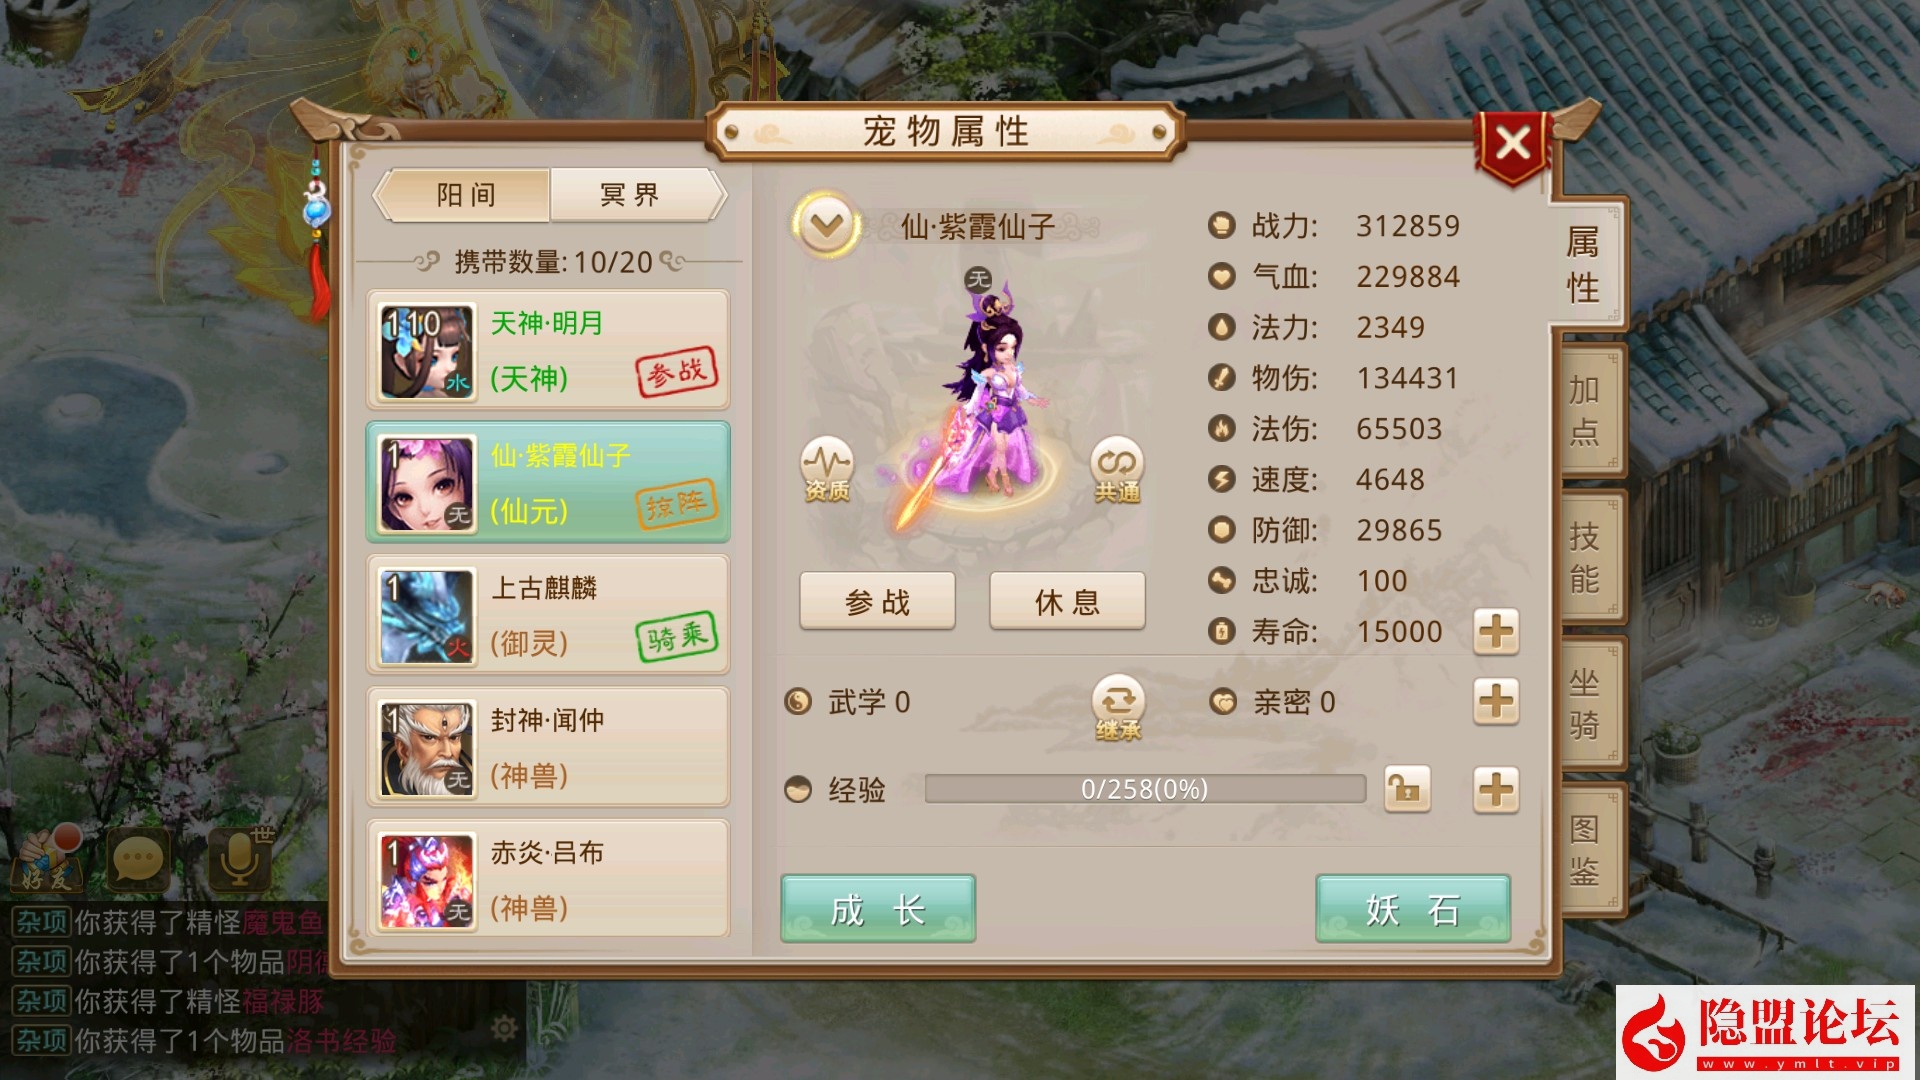 宠物属性
阳间
冥界
携带数量:10/20
110
水
天神·明月
(天神)
参战
1
无
仙·紫霞仙子
(仙元)
掠阵
1
火
上古麒麟
(御灵)
骑乘
1
无
封神·闻仲
(神兽)
1
无
赤炎·吕布
(神兽)
仙·紫霞仙子
无
资质
共通
参战
休息
战力: 312859
气血: 229884
法力: 2349
物伤: 134431
法伤: 65503
速度: 4648
防御: 29865
忠诚: 100
寿命: 15000
武学 0
继承
亲密 0
经验
0/258(0%)
成长
妖石
属性
加点
技能
坐骑
图鉴
好友
世
杂项 你获得了精怪魔鬼鱼
杂项 你获得了1个物品阴德
杂项 你获得了精怪福禄豚
杂项 你获得了1个物品洛书经验
隐盟论坛
www.ymlt.vip